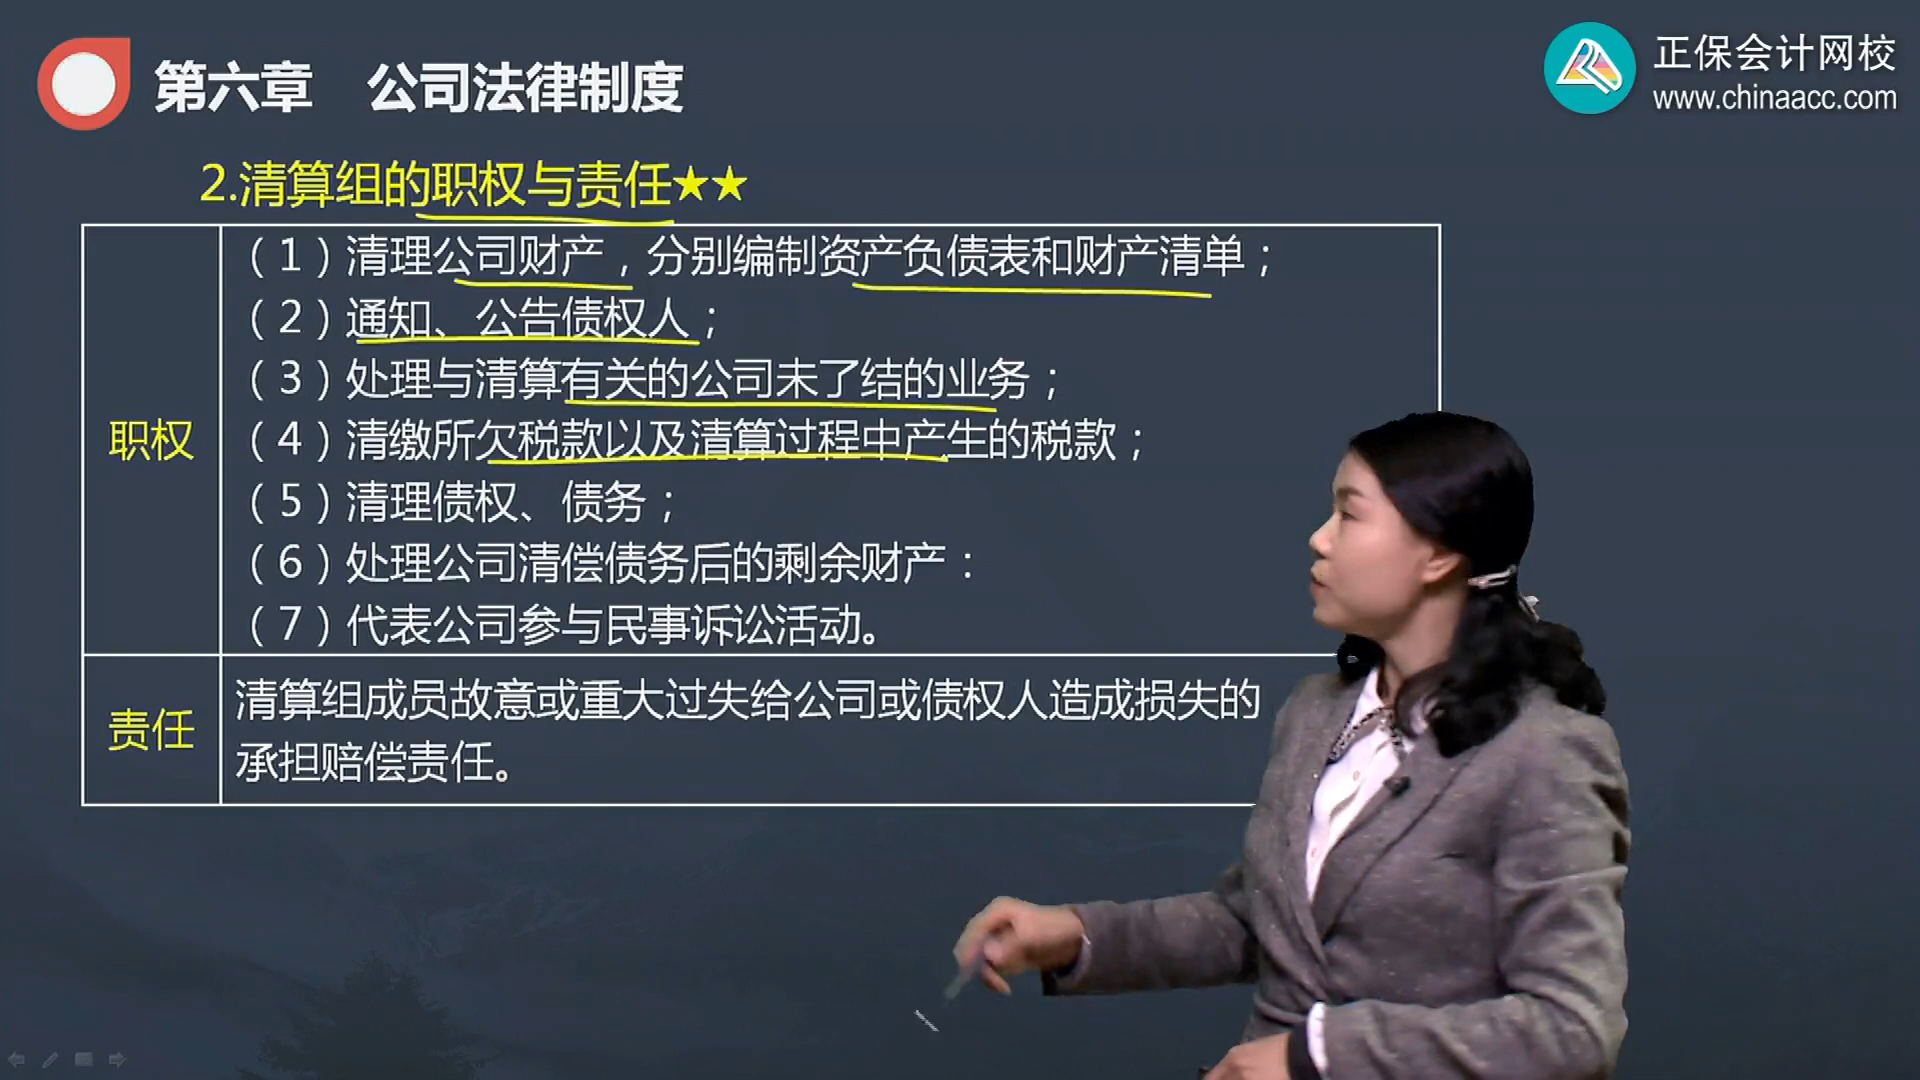 第六章 公司法律制度
正保会计网校
www.chinaacc.com
2.清算组的职权与责任★★
职权
（1）清理公司财产，分别编制资产负债表和财产清单；
（2）通知、公告债权人；
（3）处理与清算有关的公司未了结的业务；
（4）清缴所欠税款以及清算过程中产生的税款；
（5）清理债权、债务；
（6）处理公司清偿债务后的剩余财产：
（7）代表公司参与民事诉讼活动。
责任
清算组成员故意或重大过失给公司或债权人造成损失的
承担赔偿责任。